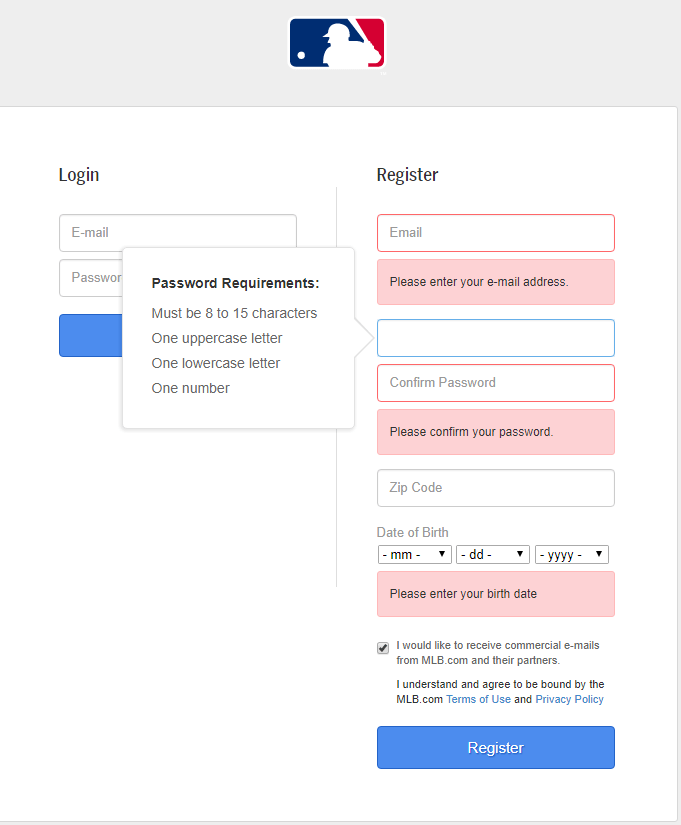 Login
E-mail
Passwor
Password Requirements:
Must be 8 to 15 characters
One uppercase letter
One lowercase letter
One number
Register
Email
Please enter your e-mail address.
Confirm Password
Please confirm your password.
Zip Code
Date of Birth
- mm - - dd - - yyyy -
Please enter your birth date
I would like to receive commercial e-mails
from MLB.com and their partners.
I understand and agree to be bound by the
MLB.com Terms of Use and Privacy Policy
Register